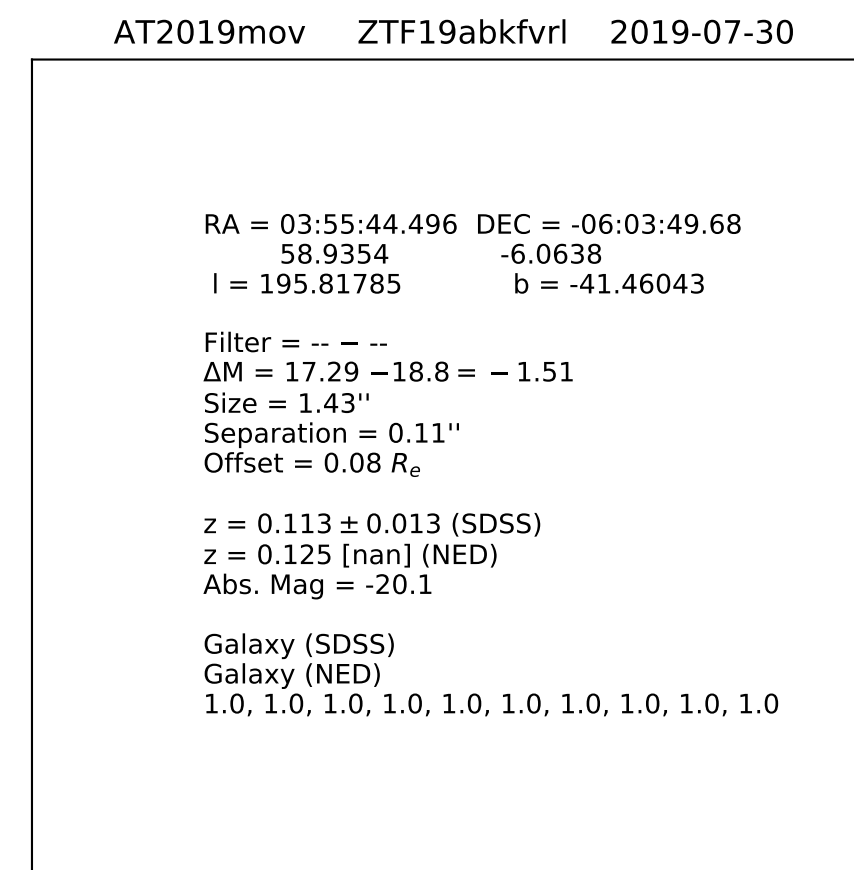 AT2019mov ZTF19abkfvrl 2019-07-30
RA = 03:55:44.496 DEC = -06:03:49.68
58.9354 -6.0638
l = 195.81785 b = -41.46043
Filter = -- − --
ΔM = 17.29 −18.8 = − 1.51
Size = 1.43''
Separation = 0.11''
Offset = 0.08 Rₑ
z = 0.113 ± 0.013 (SDSS)
z = 0.125 [nan] (NED)
Abs. Mag = -20.1
Galaxy (SDSS)
Galaxy (NED)
1.0, 1.0, 1.0, 1.0, 1.0, 1.0, 1.0, 1.0, 1.0, 1.0